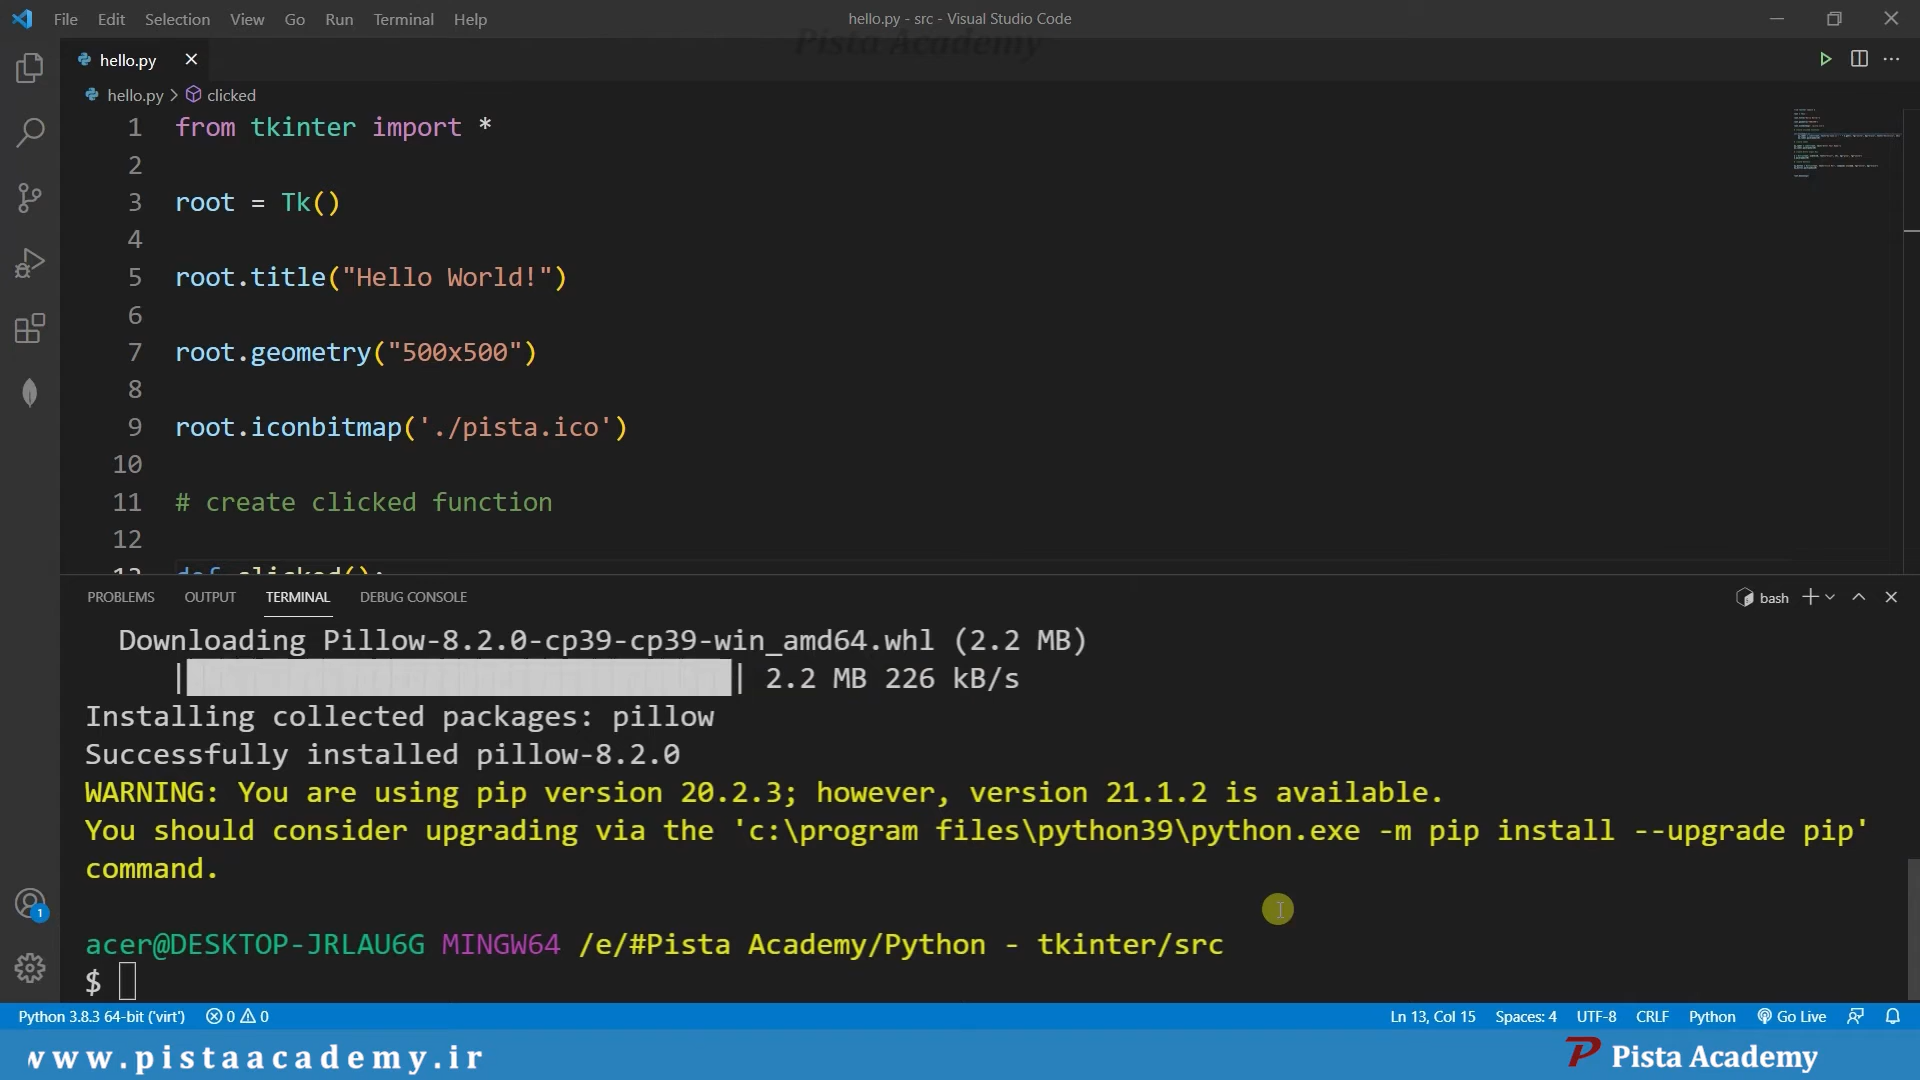 File Edit Selection View Go Run Terminal Help
hello.py - src - Visual Studio Code
Pista Academy
hello.py
hello.py > clicked
1 from tkinter import *
2
3 root = Tk()
4
5 root.title("Hello World!")
6
7 root.geometry("500x500")
8
9 root.iconbitmap('./pista.ico')
10
11 # create clicked function
12
13 def clicked():
PROBLEMS OUTPUT TERMINAL DEBUG CONSOLE
bash
Downloading Pillow-8.2.0-cp39-cp39-win_amd64.whl (2.2 MB)
| | 2.2 MB 226 kB/s
Installing collected packages: pillow
Successfully installed pillow-8.2.0
WARNING: You are using pip version 20.2.3; however, version 21.1.2 is available.
You should consider upgrading via the 'c:\program files\python39\python.exe -m pip install --upgrade pip'
command.
acer@DESKTOP-JRLAU6G MINGW64 /e/#Pista Academy/Python - tkinter/src
$
1
Python 3.8.3 64-bit ('virt') 0 0
Ln 13, Col 15 Spaces: 4 UTF-8 CRLF Python Go Live
www.pistaacademy.ir
Pista Academy